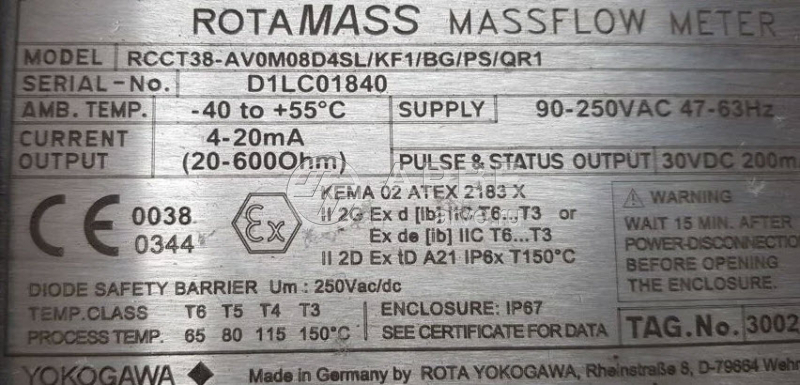 ROTAMASS MASSFLOW METER
MODEL RCCT38-AV0M08D4SL/KF1/BG/PS/QR1
SERIAL-No. D1LC01840
AMB. TEMP. -40 to +55°C SUPPLY 90-250VAC 47-63Hz
CURRENT OUTPUT 4-20mA (20-600Ohm) PULSE & STATUS OUTPUT 30VDC 200m
CE 0038 0344
Ex
KEMA 02 ATEX 2183 X
II 2G Ex d [ib] IIC T6...T3 or
Ex de [ib] IIC T6...T3
II 2D Ex tD A21 IP6x T150°C
WARNING
WAIT 15 MIN. AFTER
POWER-DISCONNECTIO
BEFORE OPENING
THE ENCLOSURE.
DIODE SAFETY BARRIER Um : 250Vac/dc
TEMP.CLASS T6 T5 T4 T3 ENCLOSURE: IP67
PROCESS TEMP. 65 80 115 150°C SEE CERTIFICATE FOR DATA
TAG.No. 3002
YOKOGAWA Made in Germany by ROTA YOKOGAWA, Rheinstraße 8, D-79664 Wehr